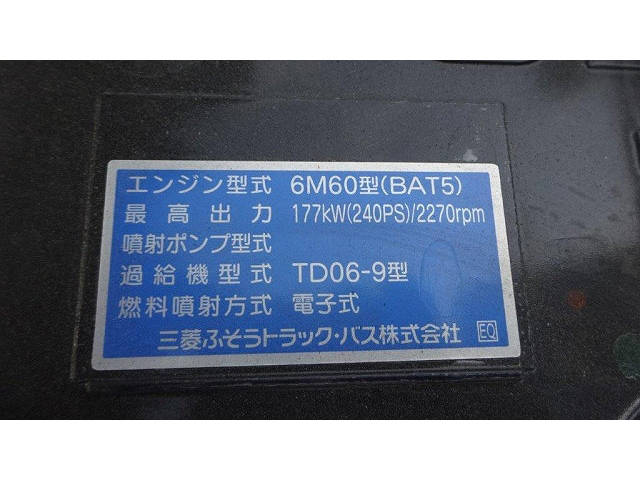 エンジン型式 6M60型(BAT5)
最高出力 177kW(240PS)/2270rpm
噴射ポンプ型式
過給機型式 TD06-9型
燃料噴射方式 電子式
三菱ふそうトラック・バス株式会社 EQ